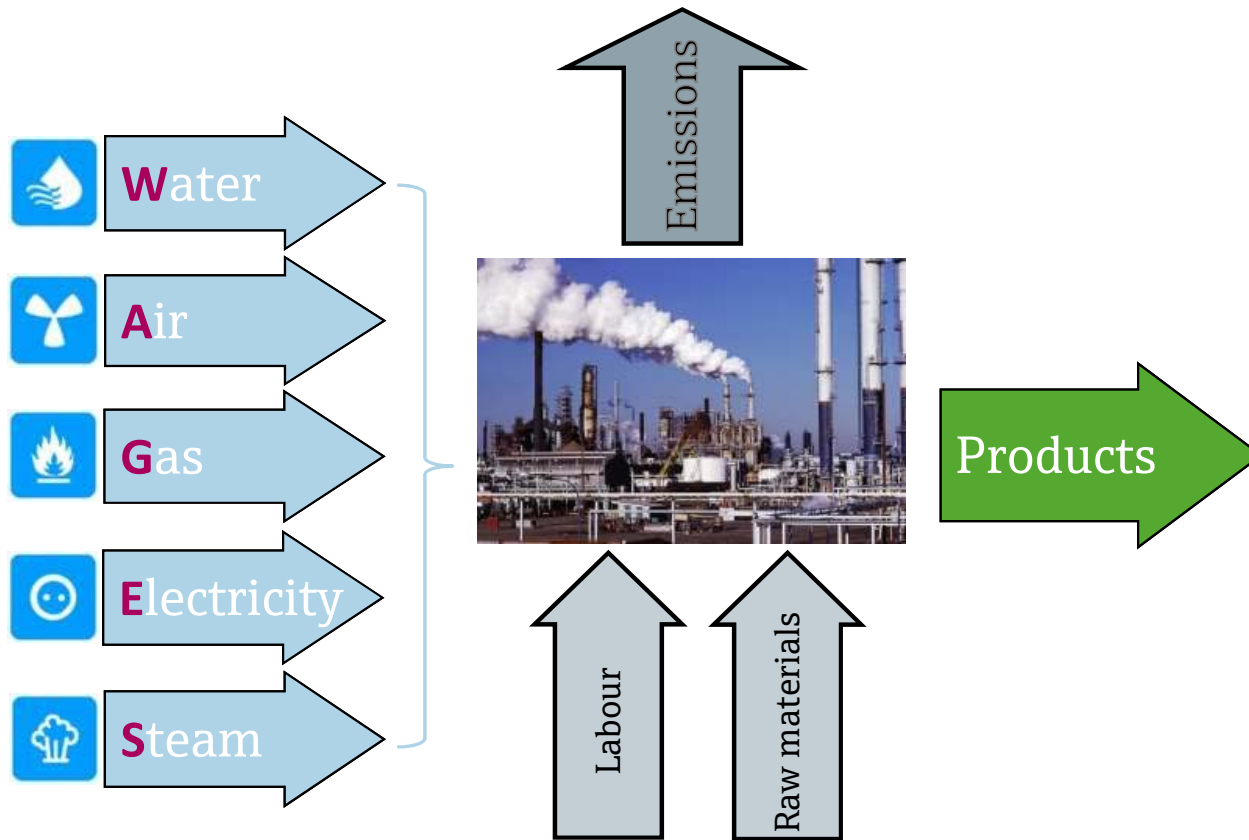 Emissions
Water
Air
Gas
Electricity
Steam
Products
Labour
Raw materials